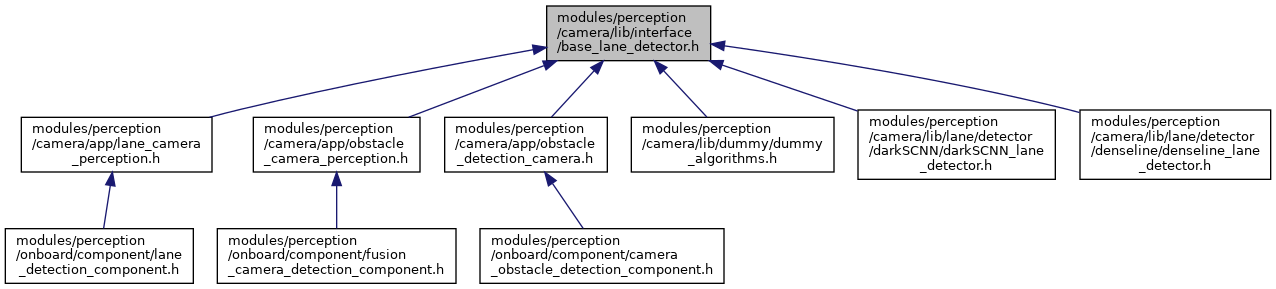 modules/perception
/camera/lib/interface
/base_lane_detector.h
modules/perception
/camera/app/lane_camera
_perception.h
modules/perception
/camera/app/obstacle
_camera_perception.h
modules/perception
/camera/app/obstacle
_detection_camera.h
modules/perception
/camera/lib/dummy/dummy
_algorithms.h
modules/perception
/camera/lib/lane/detector
/darkSCNN/darkSCNN_lane
_detector.h
modules/perception
/camera/lib/lane/detector
/denseline/denseline_lane
_detector.h
modules/perception
/onboard/component/lane
_detection_component.h
modules/perception
/onboard/component/fusion
_camera_detection_component.h
modules/perception
/onboard/component/camera
_obstacle_detection_component.h